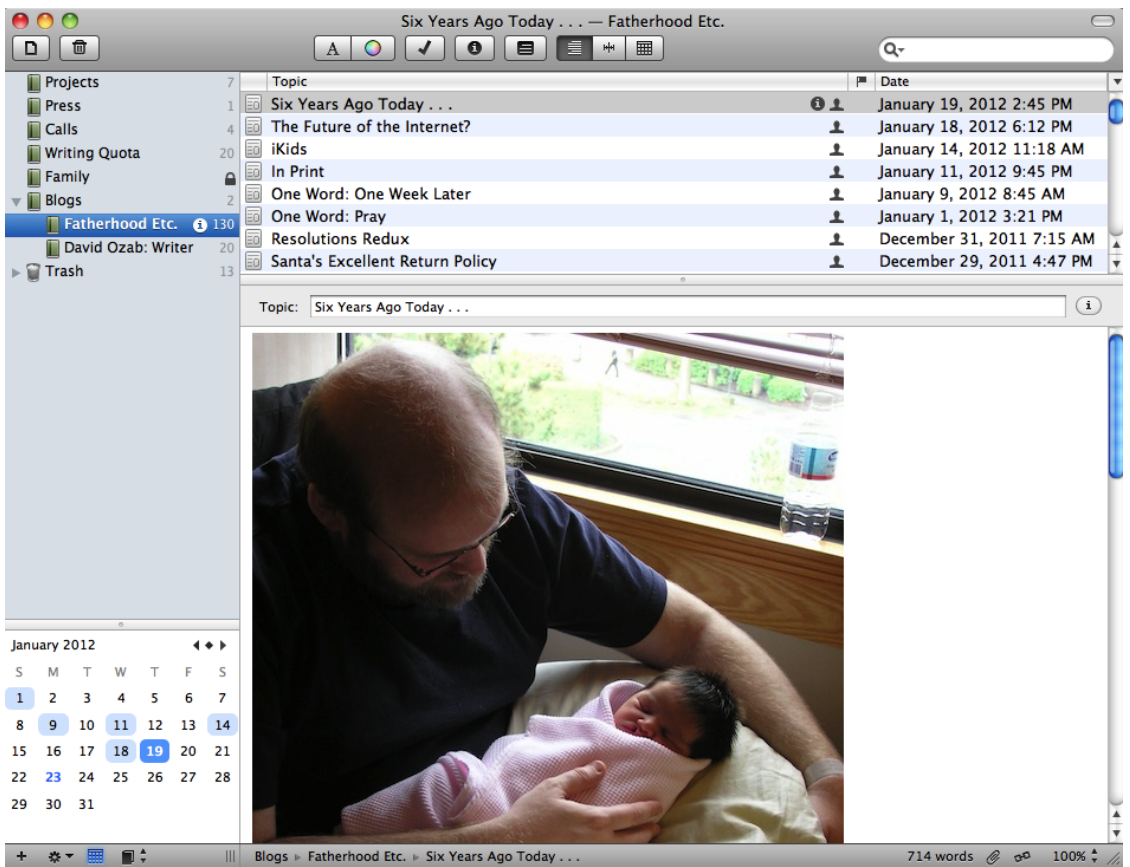 Six Years Ago Today . . . — Fatherhood Etc.
A
Projects 7
Press 1
Calls 4
Writing Quota 20
Family
Blogs 2
Fatherhood Etc. i 130
David Ozab: Writer 20
Trash 13
Topic Date
Six Years Ago Today . . . January 19, 2012 2:45 PM
The Future of the Internet? January 18, 2012 6:12 PM
iKids January 14, 2012 11:18 AM
In Print January 11, 2012 9:45 PM
One Word: One Week Later January 9, 2012 8:45 AM
One Word: Pray January 1, 2012 3:21 PM
Resolutions Redux December 31, 2011 7:15 AM
Santa's Excellent Return Policy December 29, 2011 4:47 PM
Topic: Six Years Ago Today . . . i
January 2012
S M T W T F S
1 2 3 4 5 6 7
8 9 10 11 12 13 14
15 16 17 18 19 20 21
22 23 24 25 26 27 28
29 30 31
Blogs ▸ Fatherhood Etc. ▸ Six Years Ago Today . . . 714 words 100%